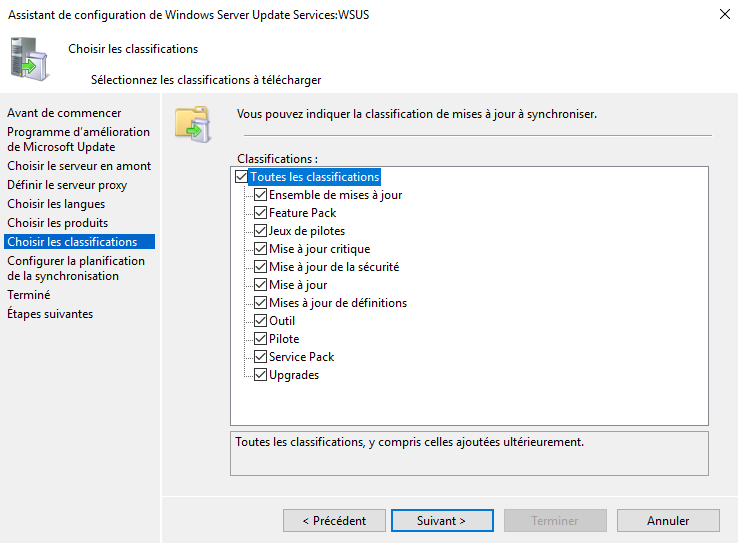 Assistant de configuration de Windows Server Update Services:WSUS
Choisir les classifications
Sélectionnez les classifications à télécharger
Avant de commencer
Programme d'amélioration
de Microsoft Update
Choisir le serveur en amont
Définir le serveur proxy
Choisir les langues
Choisir les produits
Choisir les classifications
Configurer la planification
de la synchronisation
Terminé
Étapes suivantes
Vous pouvez indiquer la classification de mises à jour à synchroniser.
Classifications :
Toutes les classifications
Ensemble de mises à jour
Feature Pack
Jeux de pilotes
Mise à jour critique
Mise à jour de la sécurité
Mise à jour
Mises à jour de définitions
Outil
Pilote
Service Pack
Upgrades
Toutes les classifications, y compris celles ajoutées ultérieurement.
< Précédent
Suivant >
Terminer
Annuler